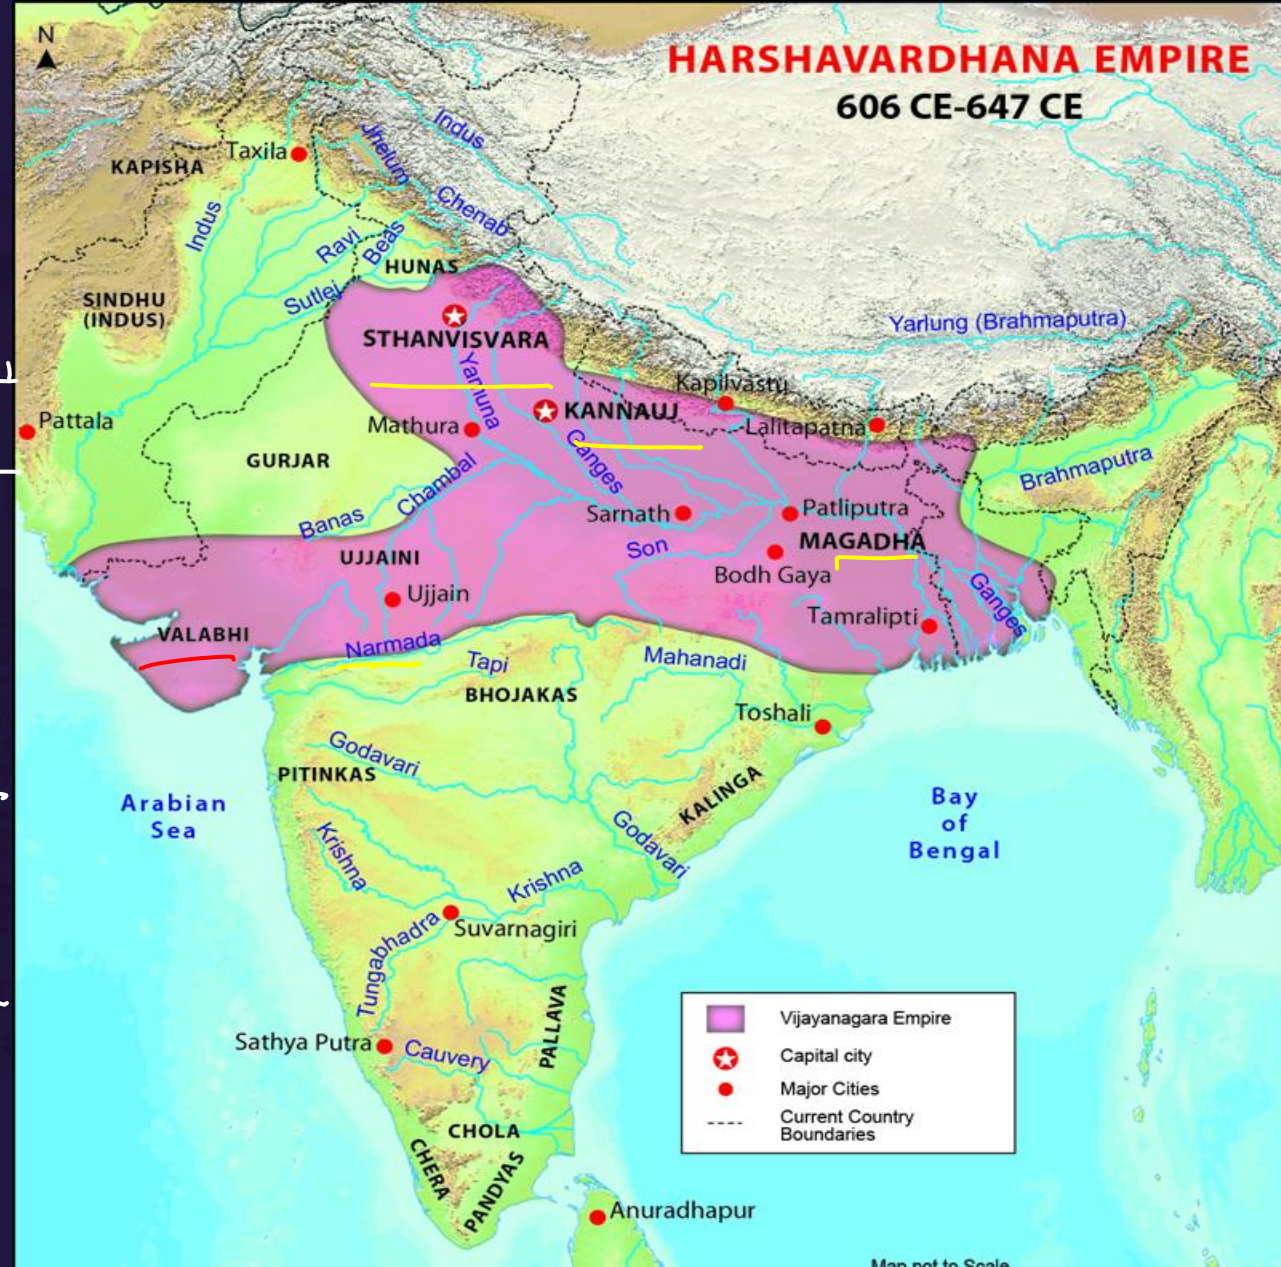 HARSHAVARDHANA EMPIRE
606 CE-647 CE
N
Indus
Jhelum
Taxila
KAPISHA
Chenab
Indus
Ravi
Beas
HUNAS
Sutlej
SINDHU
(INDUS)
STHANVISVARA
Yarlung (Brahmaputra)
Yamuna
Kapilvastu
KANNAUJ
Pattala
Mathura
Lalitapatna
GURJAR
Ganges
Chambal
Brahmaputra
Banas
Sarnath
Patliputra
MAGADHA
UJJAINI
Son
Bodh Gaya
Ujjain
Ganges
Tamralipti
VALABHI
Narmada
Tapi
Mahanadi
BHOJAKAS
Toshali
Godavari
PITINKAS
KALINGA
Arabian
Sea
Bay
of
Bengal
Godavari
Krishna
Krishna
Suvarnagiri
Tungabhadra
PALLAVA
Sathya Putra
Cauvery
Vijayanagara Empire
Capital city
Major Cities
Current Country
Boundaries
CHOLA
CHERA
PANDYAS
Anuradhapur
Map not to Scale